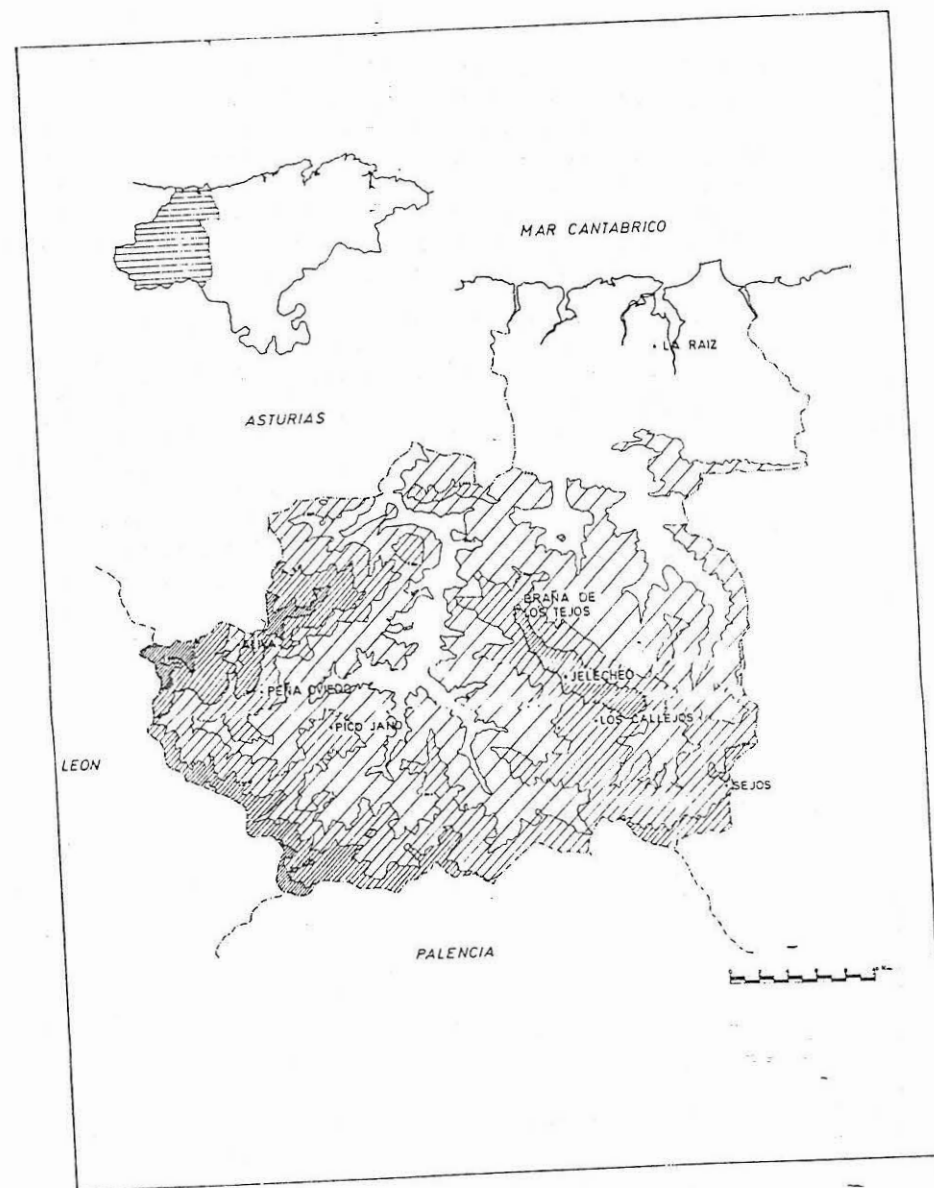 MAR CANTABRICO
LA RAIZ
ASTURIAS
BRAÑA DE
LOS TEJOS
PEÑA OVIEDO
JELECHEO
PICO JANO
LOS CALLEJOS
LEON
SEJOS
PALENCIA